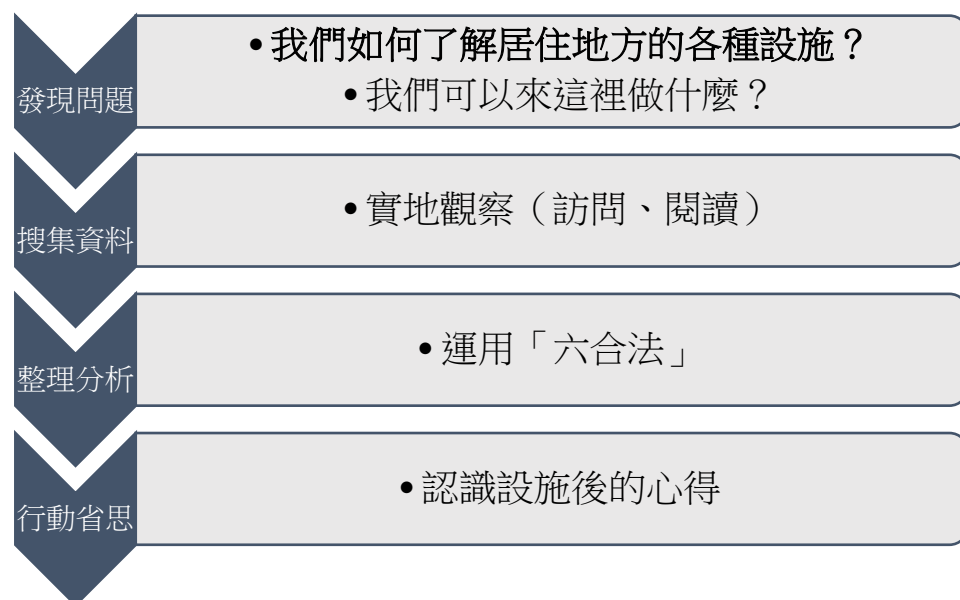 發現問題
•我們如何了解居住地方的各種設施？
•我們可以來這裡做什麼？
搜集資料
•實地觀察（訪問、閱讀）
整理分析
•運用「六合法」
行動省思
•認識設施後的心得